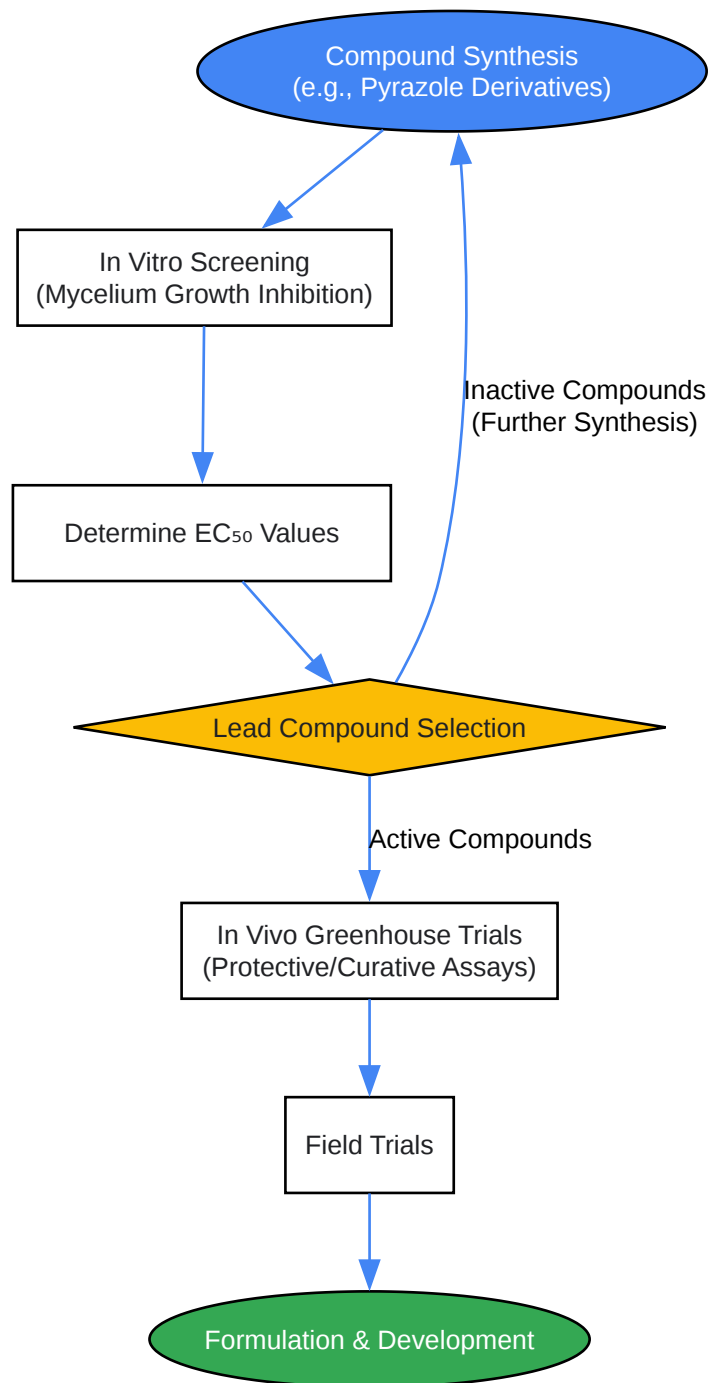 Compound Synthesis
(e.g., Pyrazole Derivatives)
In Vitro Screening
(Mycelium Growth Inhibition)
Inactive Compounds
(Further Synthesis)
Determine EC₅₀ Values
Lead Compound Selection
Active Compounds
In Vivo Greenhouse Trials
(Protective/Curative Assays)
Field Trials
Formulation & Development